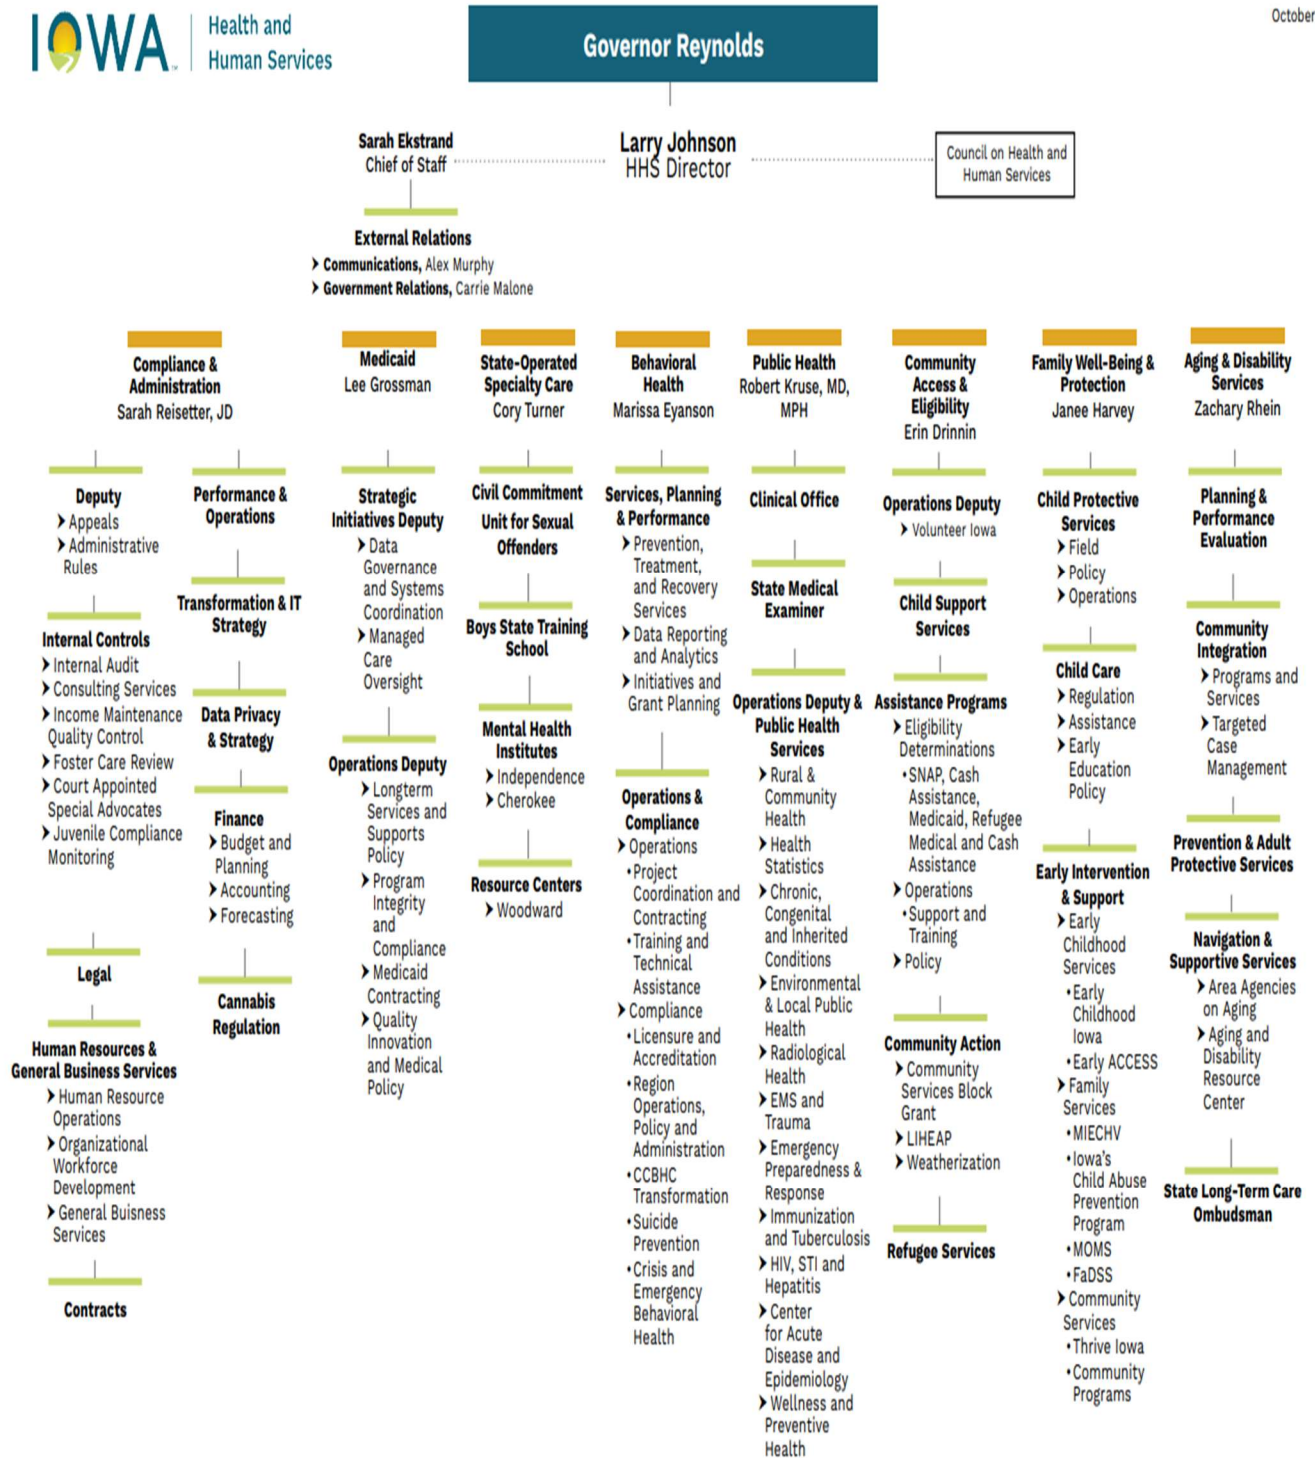 IOWA
Health and
Human Services
October
Governor Reynolds
Sarah Ekstrand
Chief of Staff
Larry Johnson
HHS Director
Council on Health and
Human Services
External Relations
➤ Communications, Alex Murphy
➤ Government Relations, Carrie Malone
Compliance &
Administration
Sarah Reisetter, JD
Deputy
➤ Appeals
➤ Administrative
Rules
Internal Controls
➤ Internal Audit
➤ Consulting Services
➤ Income Maintenance
Quality Control
➤ Foster Care Review
➤ Court Appointed
Special Advocates
➤ Juvenile Compliance
Monitoring
Legal
Human Resources &
General Business Services
➤ Human Resource
Operations
➤ Organizational
Workforce
Development
➤ General Buisness
Services
Contracts
Performance &
Operations
Transformation & IT
Strategy
Data Privacy
& Strategy
Finance
➤ Budget and
Planning
➤ Accounting
➤ Forecasting
Cannabis
Regulation
Medicaid
Lee Grossman
Strategic
Initiatives Deputy
➤ Data
Governance
and Systems
Coordination
➤ Managed
Care
Oversight
Operations Deputy
➤ Longterm
Services and
Supports
Policy
➤ Program
Integrity
and
Compliance
➤ Medicaid
Contracting
➤ Quality
Innovation
and Medical
Policy
State-Operated
Specialty Care
Cory Turner
Civil Commitment
Unit for Sexual
Offenders
Boys State Training
School
Mental Health
Institutes
➤ Independence
➤ Cherokee
Resource Centers
➤ Woodward
Behavioral
Health
Marissa Eyanson
Services, Planning
& Performance
➤ Prevention,
Treatment,
and Recovery
Services
➤ Data Reporting
and Analytics
➤ Initiatives and
Grant Planning
Operations &
Compliance
➤ Operations
• Project
Coordination and
Contracting
• Training and
Technical
Assistance
➤ Compliance
• Licensure and
Accreditation
• Region
Operations,
Policy and
Administration
• CCBHC
Transformation
• Suicide
Prevention
• Crisis and
Emergency
Behavioral
Health
Public Health
Robert Kruse, MD,
MPH
Clinical Office
State Medical
Examiner
Operations Deputy &
Public Health
Services
➤ Rural &
Community
Health
➤ Health
Statistics
➤ Chronic,
Congenital
and Inherited
Conditions
➤ Environmental
& Local Public
Health
➤ Radiological
Health
➤ EMS and
Trauma
➤ Emergency
Preparedness &
Response
➤ Immunization
and Tuberculosis
➤ HIV, STI and
Hepatitis
➤ Center
for Acute
Disease and
Epidemiology
➤ Wellness and
Preventive
Health
Community
Access &
Eligibility
Erin Drinnin
Operations Deputy
➤ Volunteer Iowa
Child Support
Services
Assistance Programs
➤ Eligibility
Determinations
• SNAP, Cash
Assistance,
Medicaid, Refugee
Medical and Cash
Assistance
➤ Operations
• Support and
Training
➤ Policy
Community Action
➤ Community
Services Block
Grant
➤ LIHEAP
➤ Weatherization
Refugee Services
Family Well-Being &
Protection
Janee Harvey
Child Protective
Services
➤ Field
➤ Policy
➤ Operations
Child Care
➤ Regulation
➤ Assistance
➤ Early
Education
Policy
Early Intervention
& Support
➤ Early
Childhood
Services
• Early
Childhood
Iowa
• Early ACCESS
➤ Family
Services
• MIECHV
• Iowa's
Child Abuse
Prevention
Program
• MOMS
• FaDSS
➤ Community
Services
• Thrive Iowa
• Community
Programs
Aging & Disability
Services
Zachary Rhein
Planning &
Performance
Evaluation
Community
Integration
➤ Programs and
Services
➤ Targeted
Case
Management
Prevention & Adult
Protective Services
Navigation &
Supportive Services
➤ Area Agencies
on Aging
➤ Aging and
Disability
Resource
Center
State Long-Term Care
Ombudsman